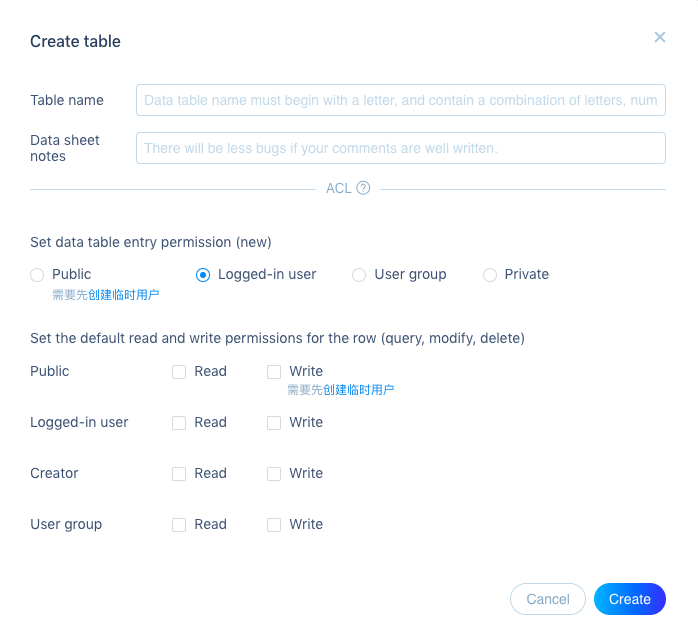 Create table
Table name
Data table name must begin with a letter, and contain a combination of letters, num
Data sheet
notes
There will be less bugs if your comments are well written.
ACL ?
Set data table entry permission (new)
Public
Logged-in user
User group
Private
需要先创建临时用户
Set the default read and write permissions for the row (query, modify, delete)
Public
Read
Write
需要先创建临时用户
Logged-in user
Read
Write
Creator
Read
Write
User group
Read
Write
Cancel
Create